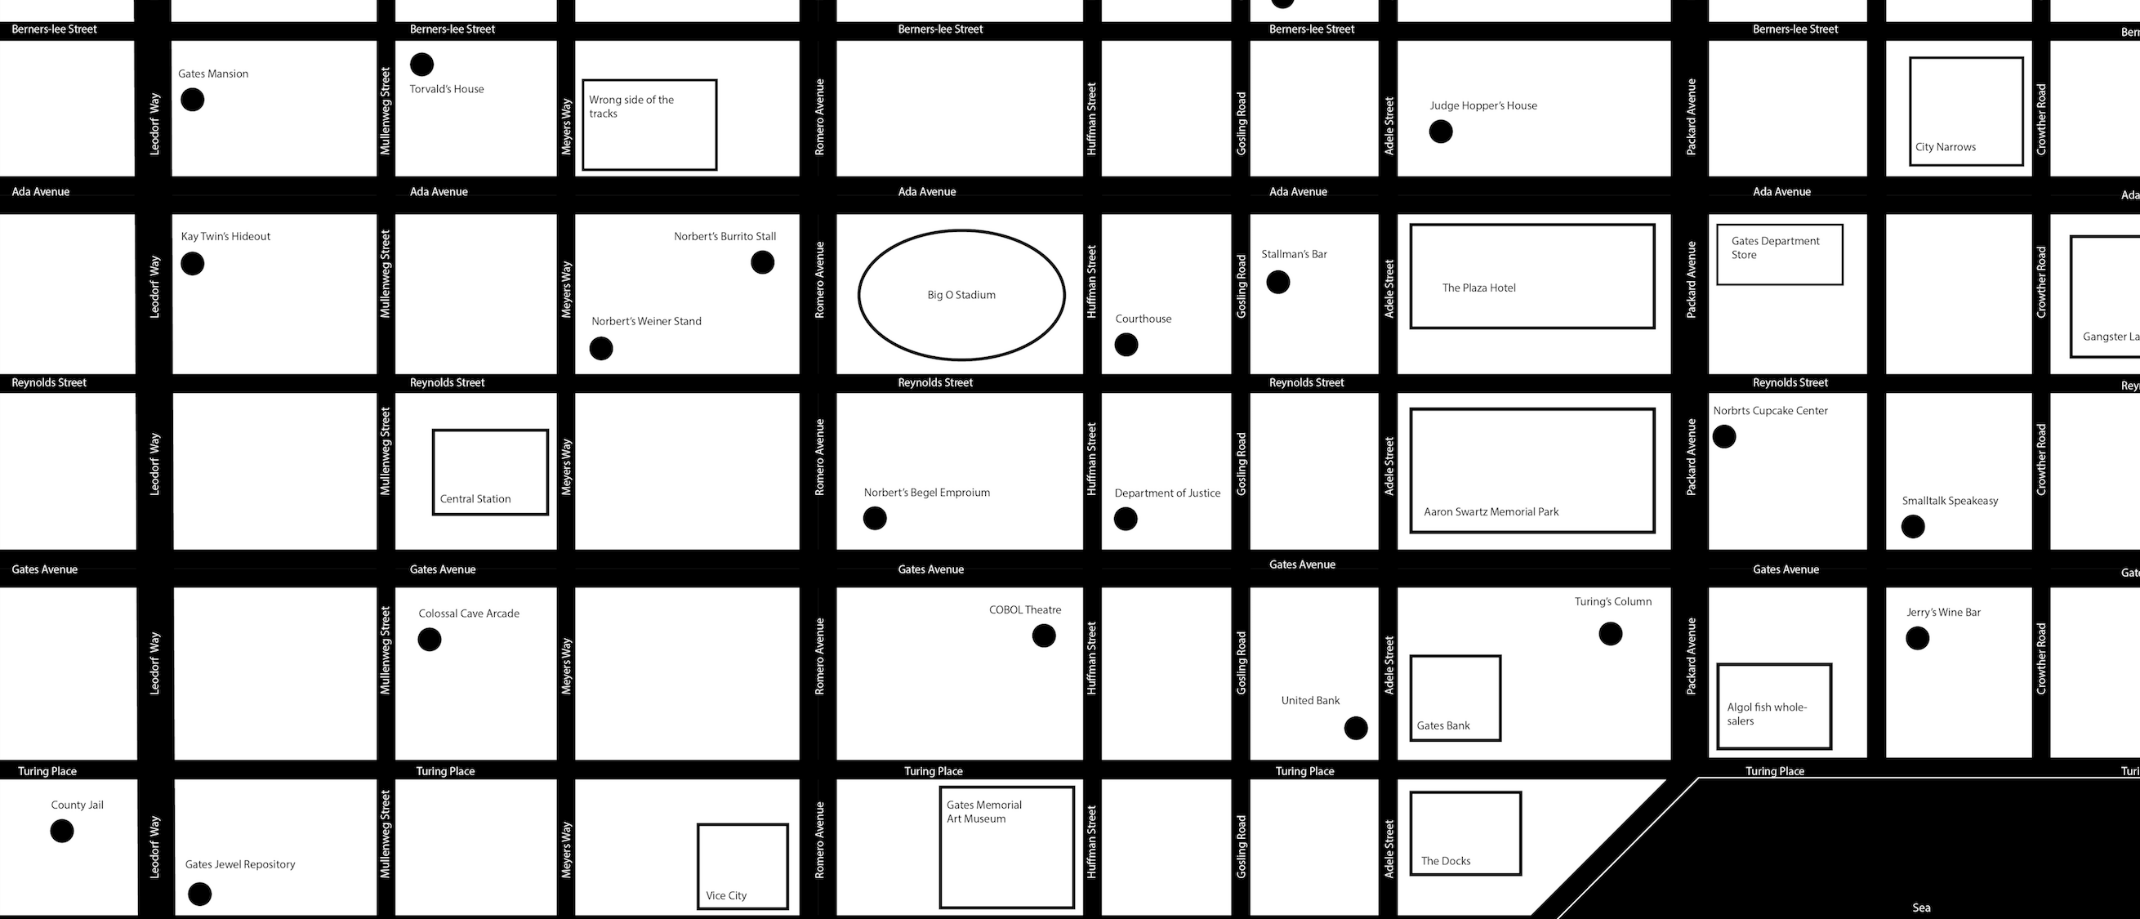 Berners-lee Street
Berners-lee Street
Berners-lee Street
Berners-lee Street
Berners-lee Street
Gates Mansion
Torvald's House
Wrong side of the
tracks
Judge Hopper's House
City Narrows
Leodorf Way
Mullenweg Street
Meyers Way
Romero Avenue
Huffman Street
Gosling Road
Adele Street
Packard Avenue
Crowther Road
Ada Avenue
Ada Avenue
Ada Avenue
Ada Avenue
Ada Avenue
Ada
Kay Twin's Hideout
Norbert's Burrito Stall
Norbert's Weiner Stand
Big O Stadium
Courthouse
Stallman's Bar
The Plaza Hotel
Gates Department
Store
Gangster La
Leodorf Way
Mullenweg Street
Meyers Way
Romero Avenue
Huffman Street
Gosling Road
Adele Street
Packard Avenue
Crowther Road
Reynolds Street
Reynolds Street
Reynolds Street
Reynolds Street
Reynolds Street
Rey
Central Station
Norbert's Begel Emproium
Department of Justice
Aaron Swartz Memorial Park
Norbrts Cupcake Center
Smalltalk Speakeasy
Leodorf Way
Mullenweg Street
Meyers Way
Romero Avenue
Huffman Street
Gosling Road
Adele Street
Packard Avenue
Crowther Road
Gates Avenue
Gates Avenue
Gates Avenue
Gates Avenue
Gates Avenue
Colossal Cave Arcade
COBOL Theatre
United Bank
Gates Bank
Turing's Column
Algol fish whole-
salers
Jerry's Wine Bar
Leodorf Way
Mullenweg Street
Meyers Way
Romero Avenue
Huffman Street
Gosling Road
Adele Street
Packard Avenue
Crowther Road
Turing Place
Turing Place
Turing Place
Turing Place
Turing Place
County Jail
Gates Jewel Repository
Vice City
Gates Memorial
Art Museum
The Docks
Leodorf Way
Mullenweg Street
Meyers Way
Romero Avenue
Huffman Street
Gosling Road
Adele Street
Sea